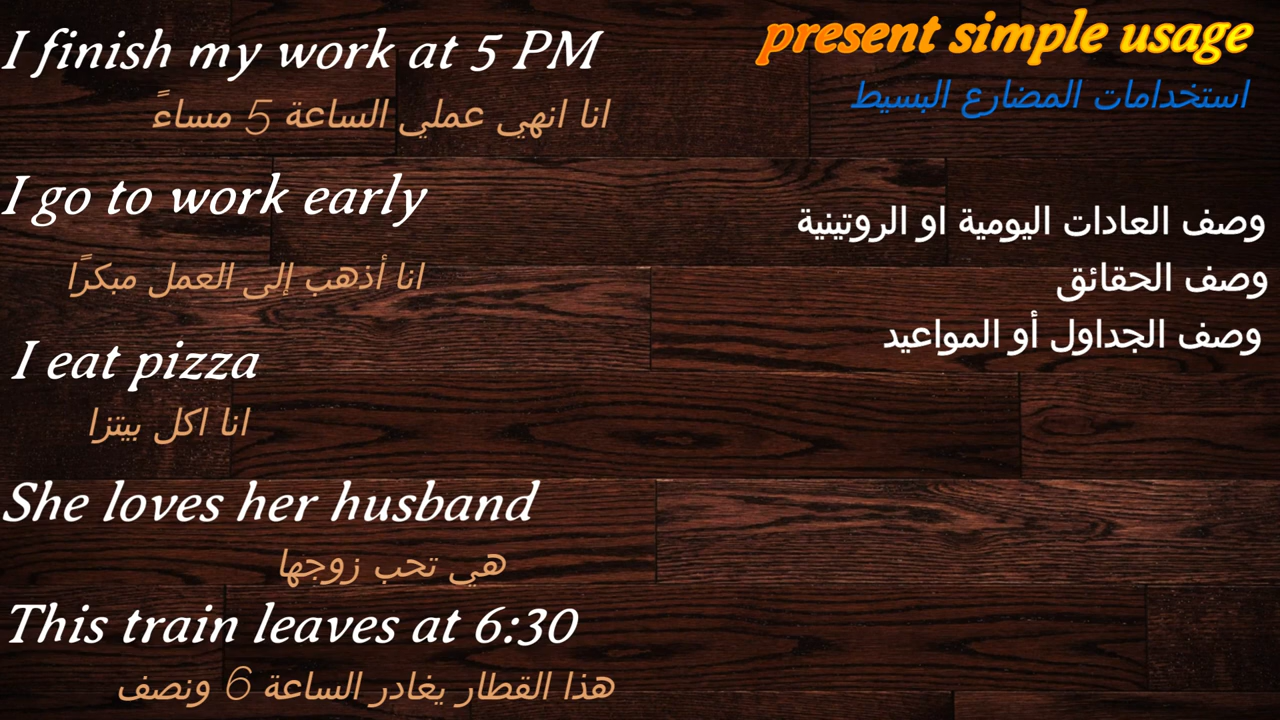 present simple usage
استخدامات المضارع البسيط
وصف العادات اليومية او الروتينية
وصف الحقائق
وصف الجداول أو المواعيد
I finish my work at 5 PM
انا انهي عملي الساعة 5 مساءً
I go to work early
انا أذهب إلى العمل مبكرًا
I eat pizza
انا اكل بيتزا
She loves her husband
هي تحب زوجها
This train leaves at 6:30
هذا القطار يغادر الساعة 6 ونصف